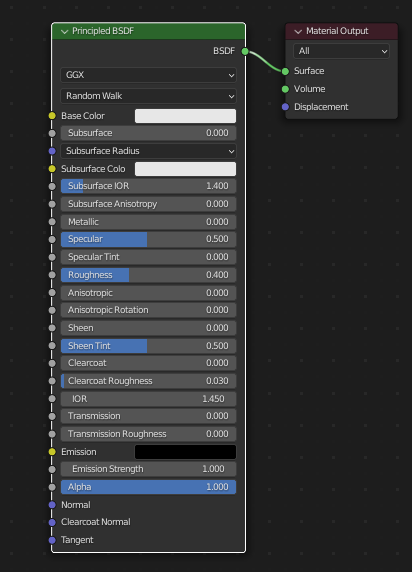 Principled BSDF
BSDF
GGX
Random Walk
Base Color
Subsurface 0.000
Subsurface Radius
Subsurface Colo
Subsurface IOR 1.400
Subsurface Anisotropy 0.000
Metallic 0.000
Specular 0.500
Specular Tint 0.000
Roughness 0.400
Anisotropic 0.000
Anisotropic Rotation 0.000
Sheen 0.000
Sheen Tint 0.500
Clearcoat 0.000
Clearcoat Roughness 0.030
IOR 1.450
Transmission 0.000
Transmission Roughness 0.000
Emission
Emission Strength 1.000
Alpha 1.000
Normal
Clearcoat Normal
Tangent
Material Output
All
Surface
Volume
Displacement